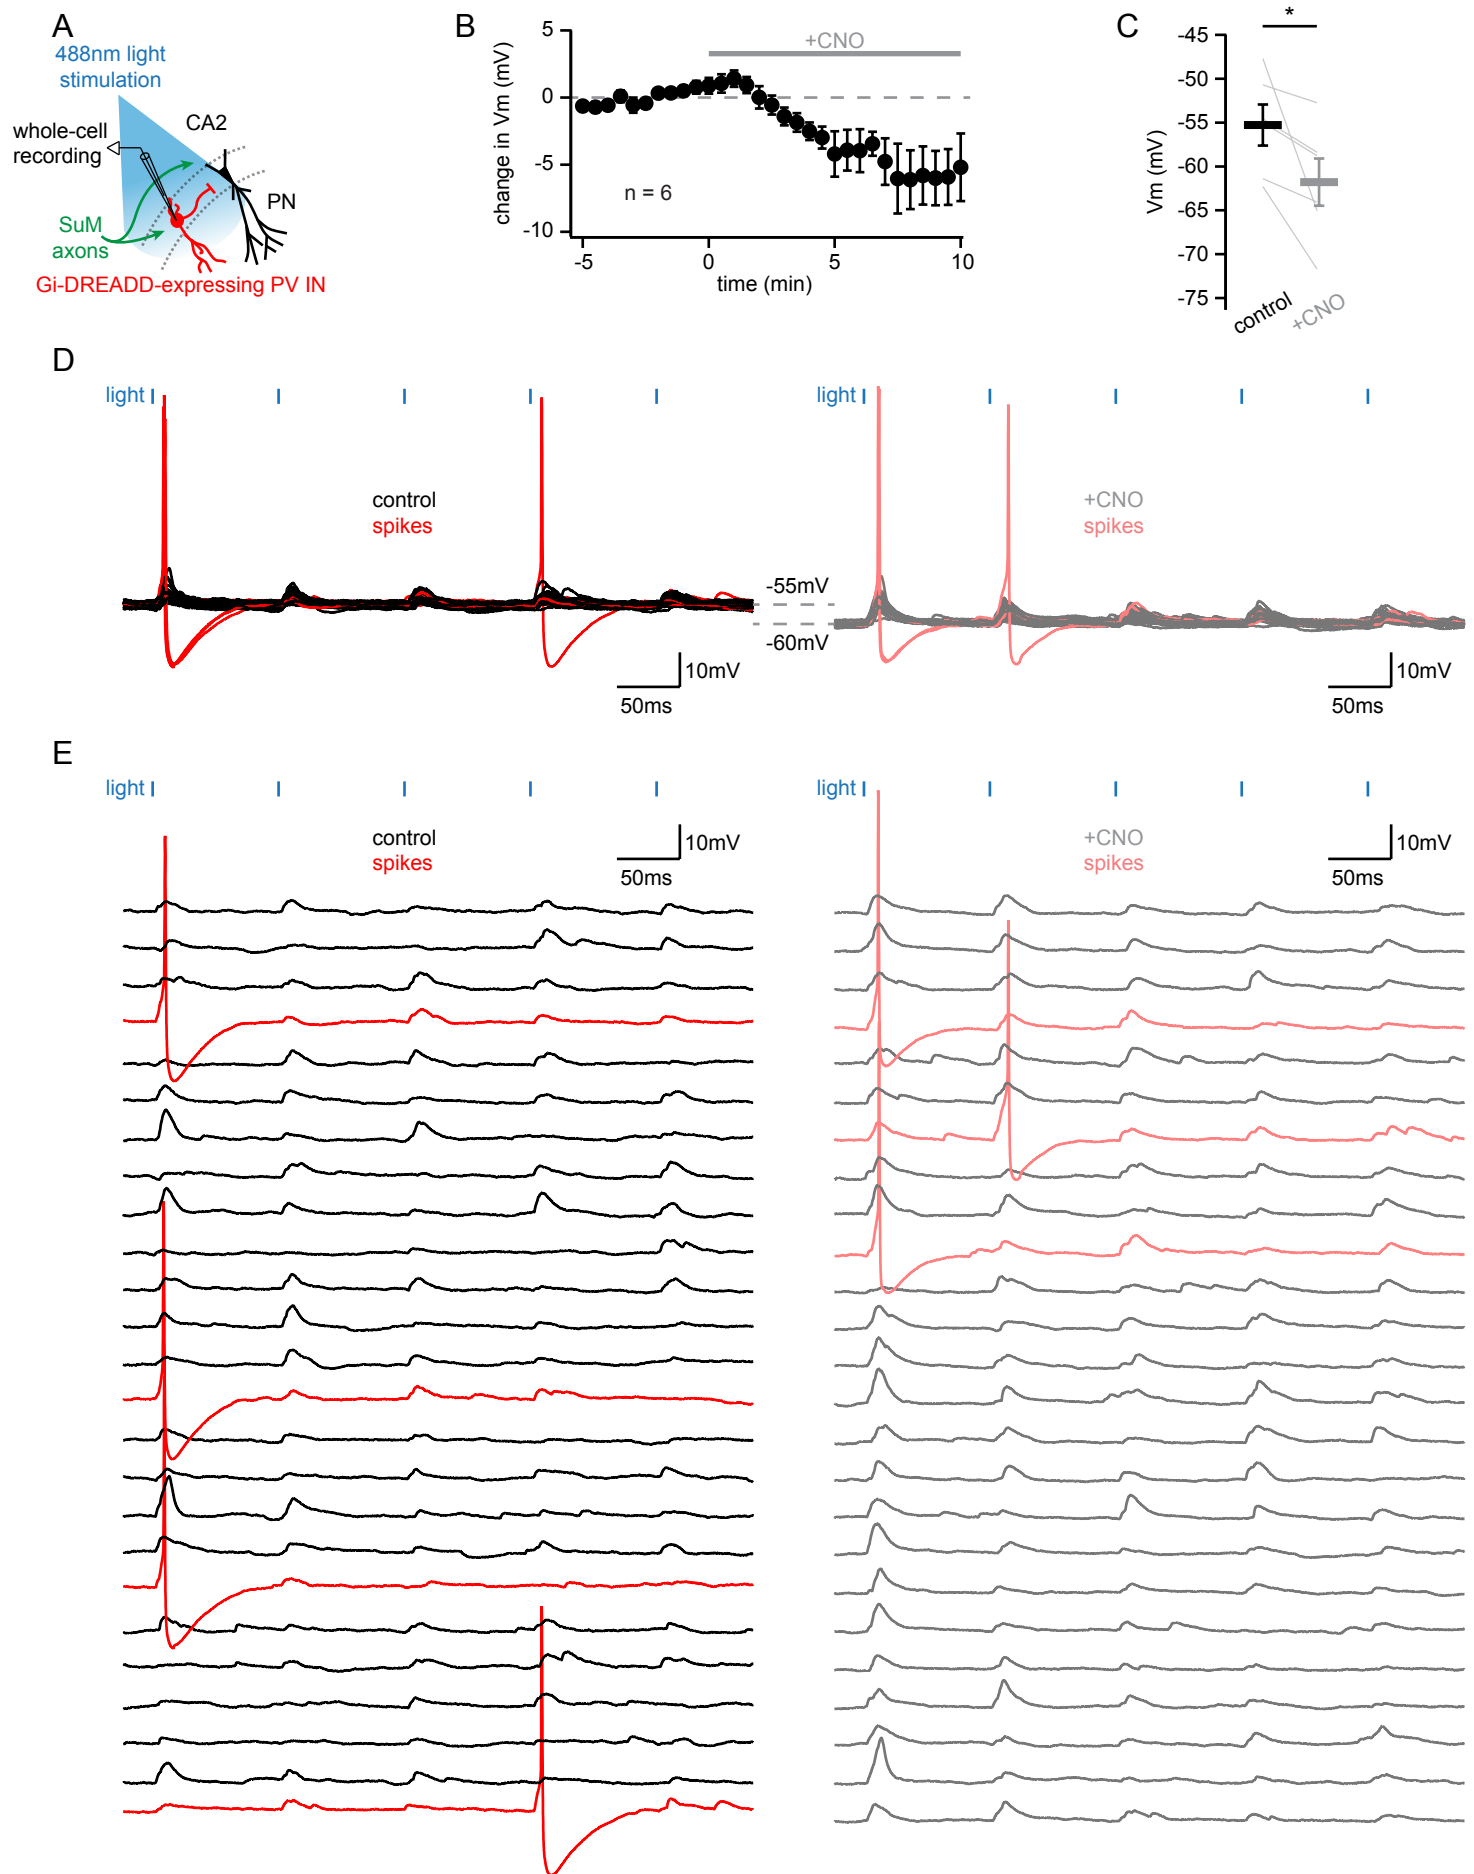 A
488nm light
stimulation
whole-cell
recording
CA2
PN
SuM
axons
Gi-DREADD-expressing PV IN
B
+CNO
change in Vm (mV)
5
0
-5
-10
n = 6
-5
0
5
10
time (min)
C
*
Vm (mV)
-45
-50
-55
-60
-65
-70
-75
control
+CNO
D
light
control
spikes
10mV
50ms
-55mV
-60mV
light
+CNO
spikes
10mV
50ms
E
light
control
spikes
10mV
50ms
light
+CNO
spikes
10mV
50ms